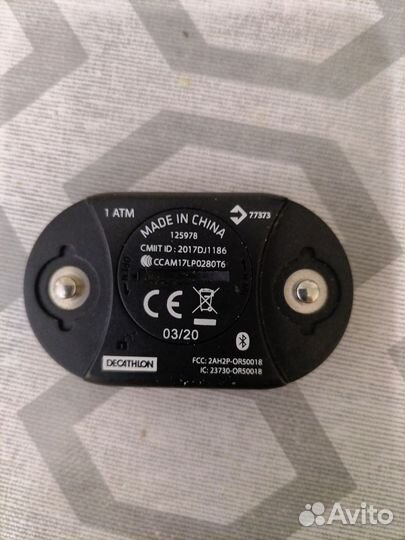 1 ATM
77373
MADE IN CHINA
125978
CMIIT ID : 2017DJ1186
CCAM17LP0280T6
CE
03/20
DECATHLON
FCC: 2AH2P-OR50018
IC: 23730-OR50018
Avito